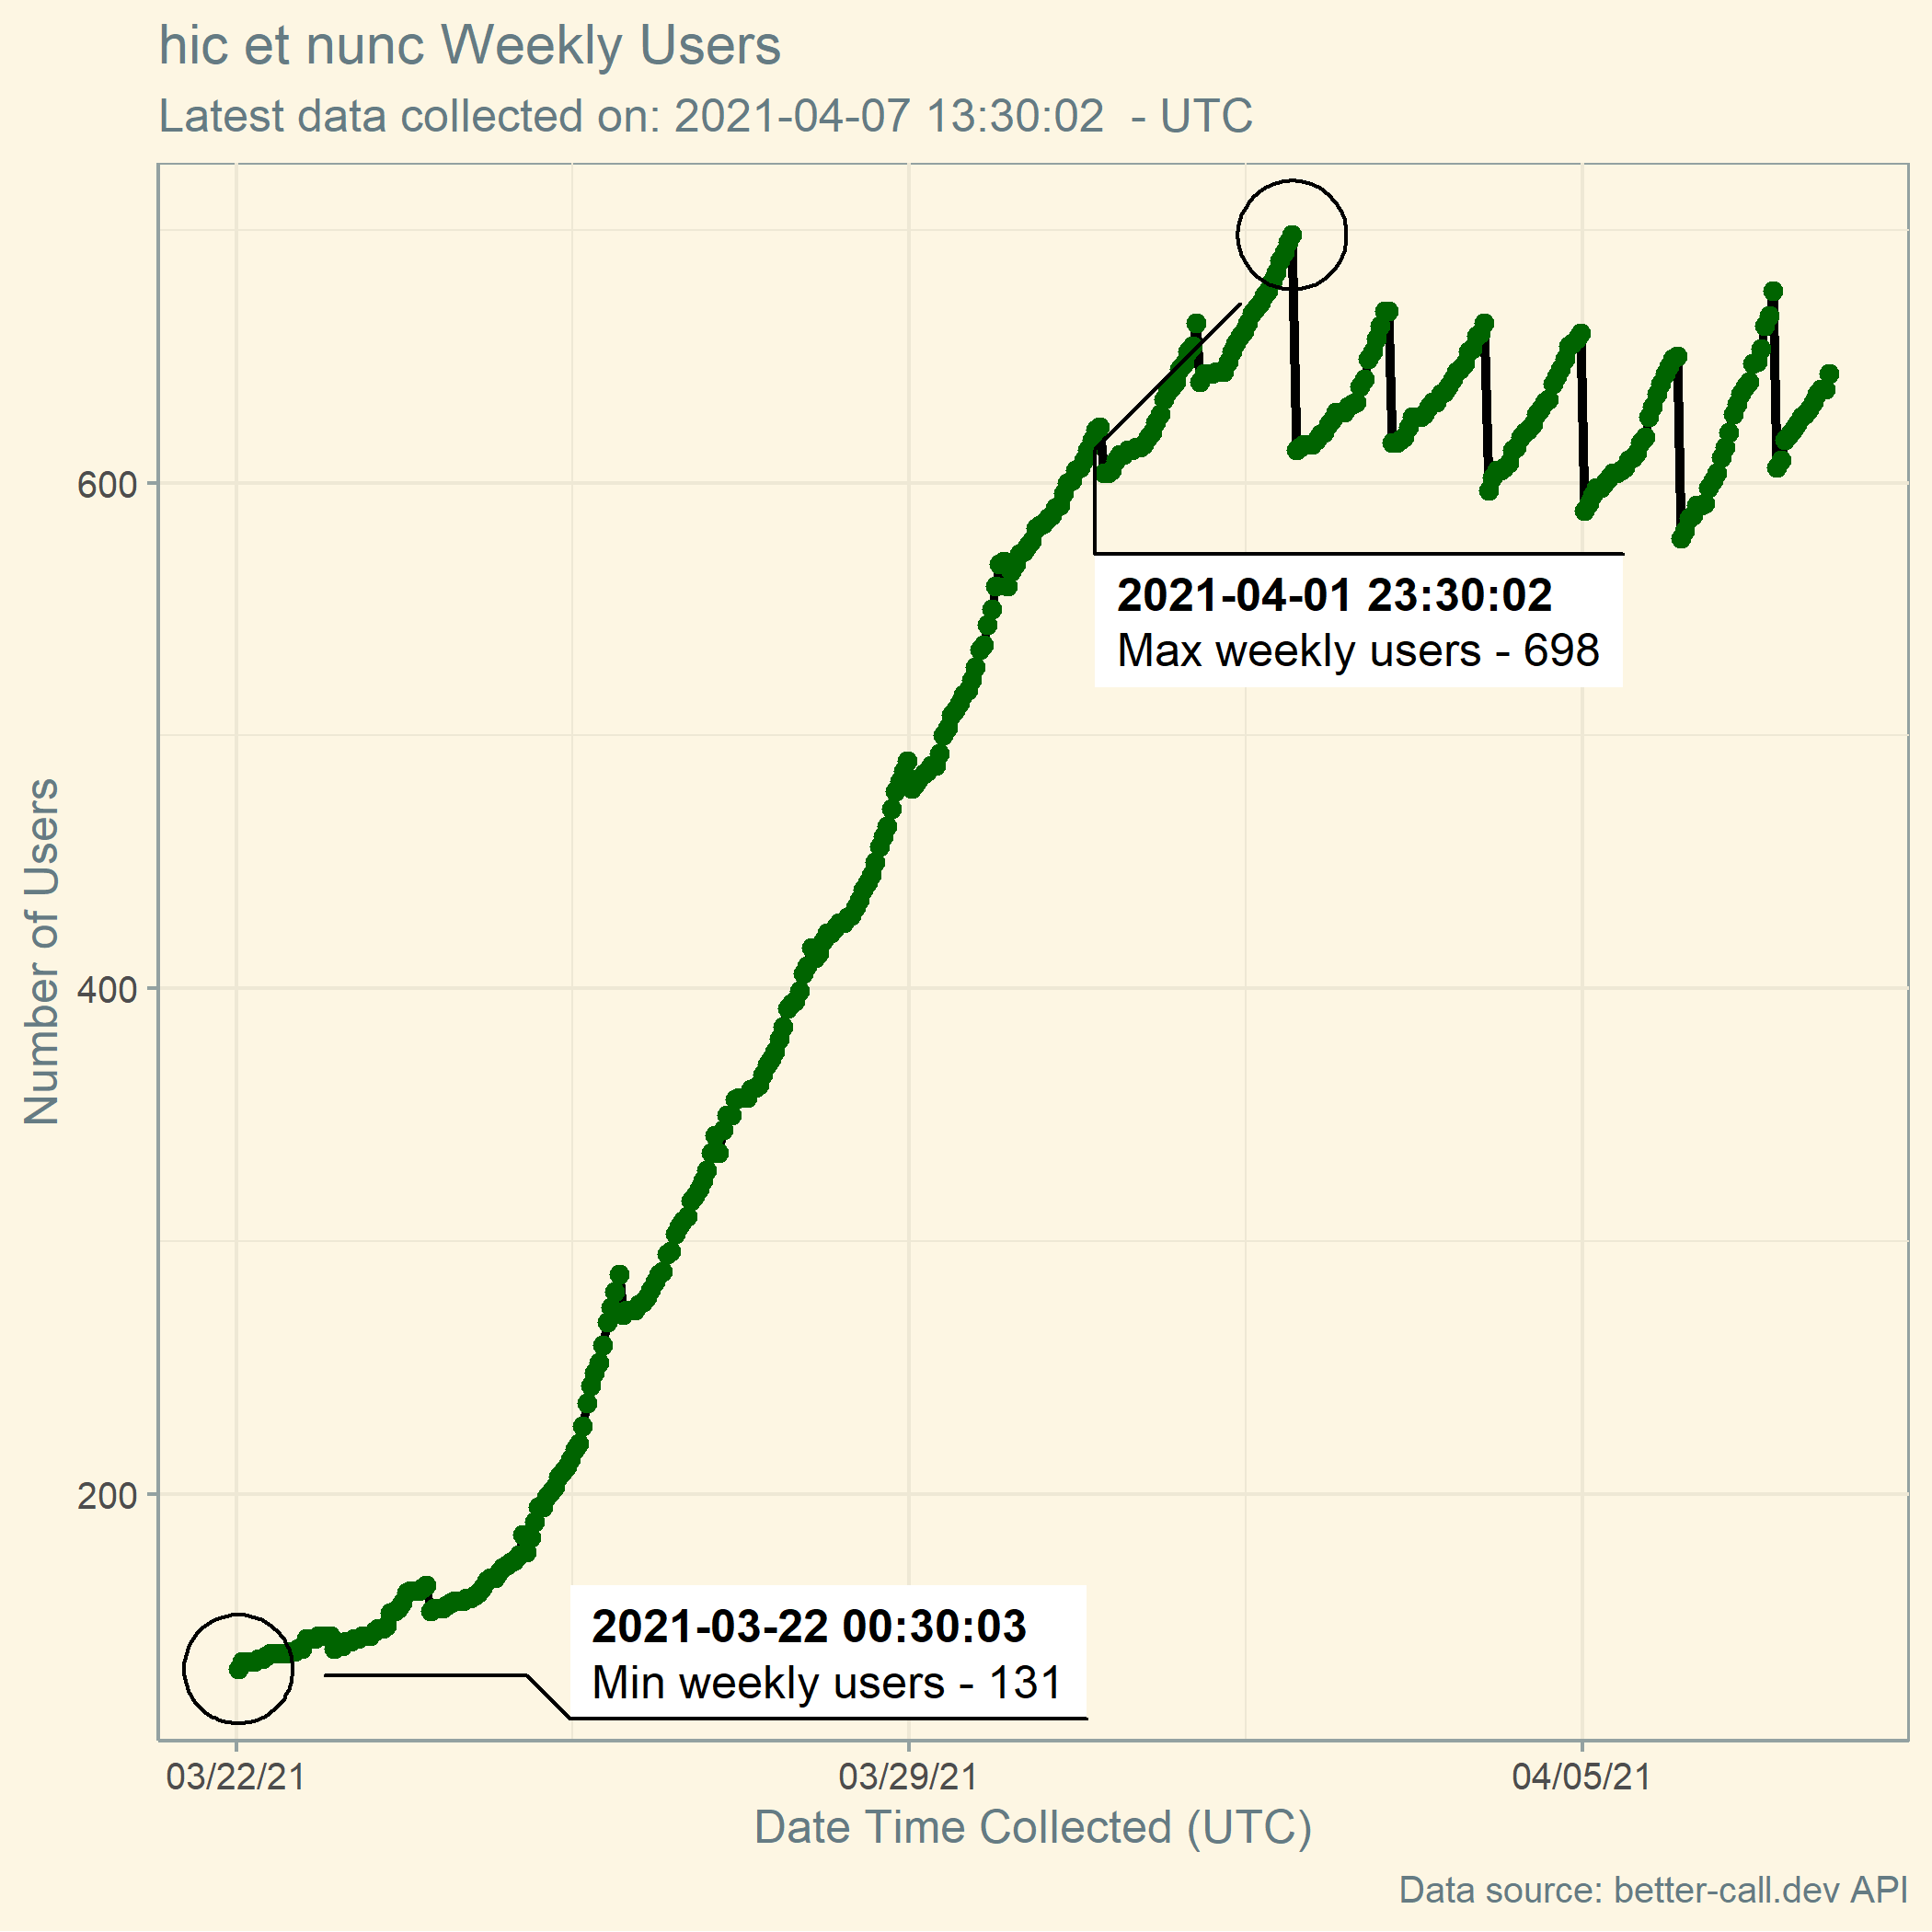 hic et nunc Weekly Users
Latest data collected on: 2021-04-07 13:30:02  - UTC
Number of Users
600
400
200
2021-04-01 23:30:02
Max weekly users - 698
2021-03-22 00:30:03
Min weekly users - 131
03/22/21
03/29/21
04/05/21
Date Time Collected (UTC)
Data source: better-call.dev API